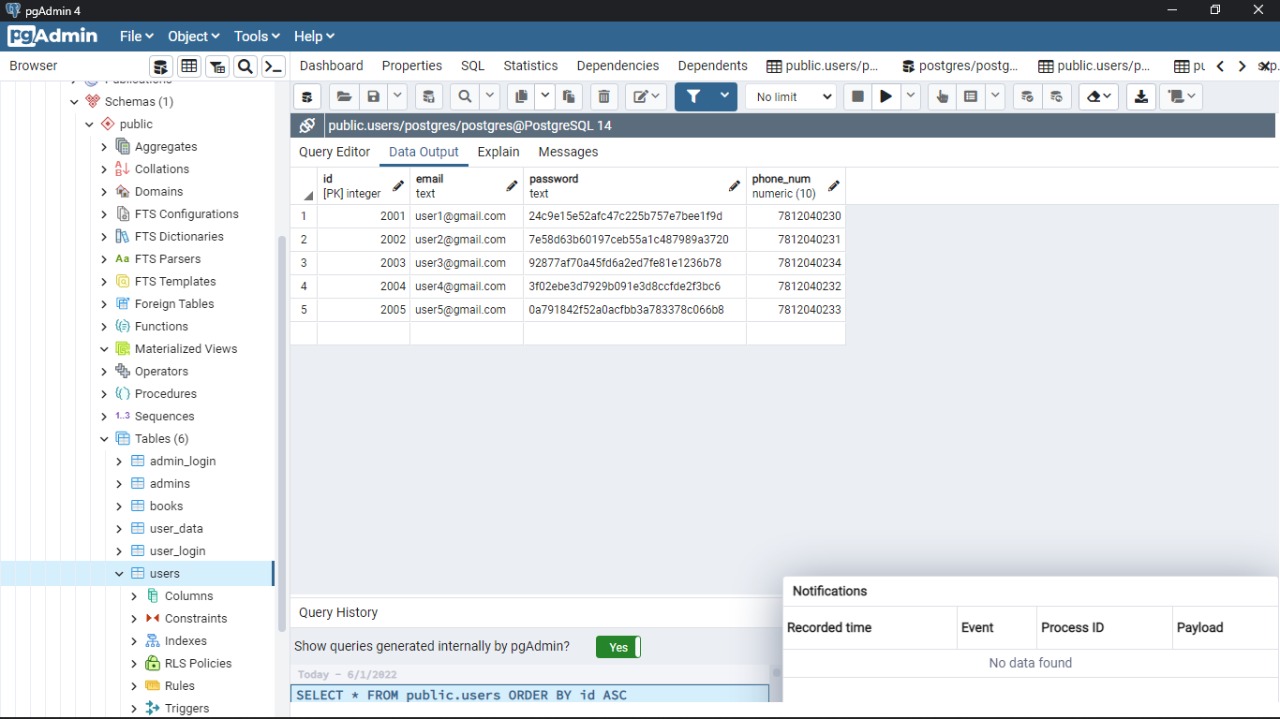 pgAdmin 4
pgAdmin File Object Tools Help
Browser
Dashboard Properties SQL Statistics Dependencies Dependents public.users/p... postgres/postg... public.users/p...
Schemas (1)
public
Aggregates
Collations
Domains
FTS Configurations
FTS Dictionaries
FTS Parsers
FTS Templates
Foreign Tables
Functions
Materialized Views
Operators
Procedures
1..3 Sequences
Tables (6)
admin_login
admins
books
user_data
user_login
users
Columns
Constraints
Indexes
RLS Policies
Rules
Triggers
No limit
public.users/postgres/postgres@PostgreSQL 14
Query Editor Data Output Explain Messages
id email password phone_num
[PK] integer text text numeric (10)
1 2001 user1@gmail.com 24c9e15e52afc47c225b757e7bee1f9d 7812040230
2 2002 user2@gmail.com 7e58d63b60197ceb55a1c487989a3720 7812040231
3 2003 user3@gmail.com 92877af70a45fd6a2ed7fe81e1236b78 7812040234
4 2004 user4@gmail.com 3f02ebe3d7929b091e3d8ccfde2f3bc6 7812040232
5 2005 user5@gmail.com 0a791842f52a0acfbb3a783378c066b8 7812040233
Query History
Show queries generated internally by pgAdmin? Yes
Today - 6/1/2022
SELECT * FROM public.users ORDER BY id ASC
Notifications
Recorded time Event Process ID Payload
No data found